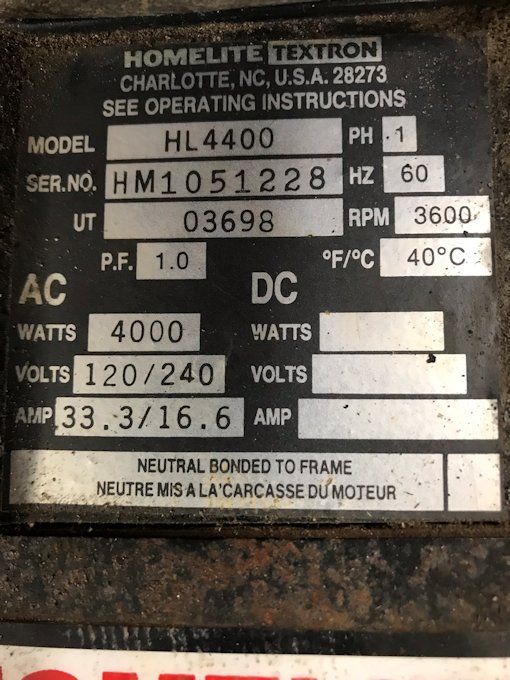 HOMELITE TEXTRON
CHARLOTTE, NC, U.S.A. 28273
SEE OPERATING INSTRUCTIONS
MODEL HL4400 PH 1
SER.NO. HM1051228 HZ 60
UT 03698 RPM 3600
P.F. 1.0 °F/°C 40°C
AC DC
WATTS 4000 WATTS
VOLTS 120/240 VOLTS
AMP 33.3/16.6 AMP
NEUTRAL BONDED TO FRAME
NEUTRE MIS A LA'CARCASSE DU MOTEUR